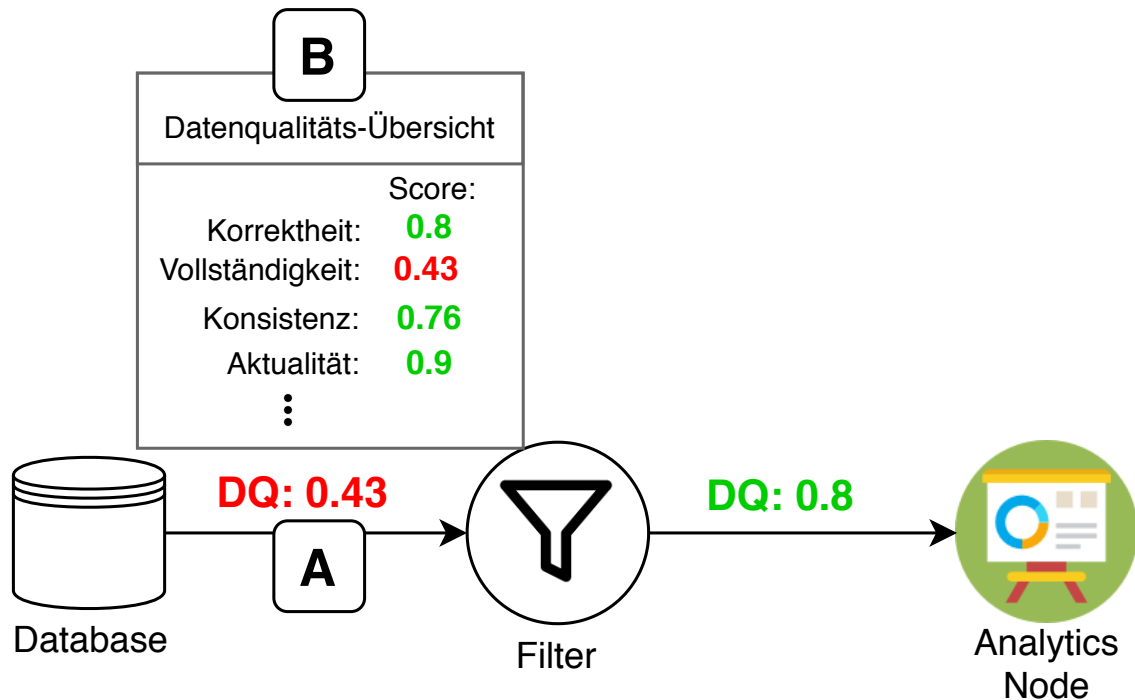 B
Datenqualitäts-Übersicht
Score:
Korrektheit: 0.8
Vollständigkeit: 0.43
Konsistenz: 0.76
Aktualität: 0.9
DQ: 0.43
DQ: 0.8
A
Database
Filter
Analytics
Node